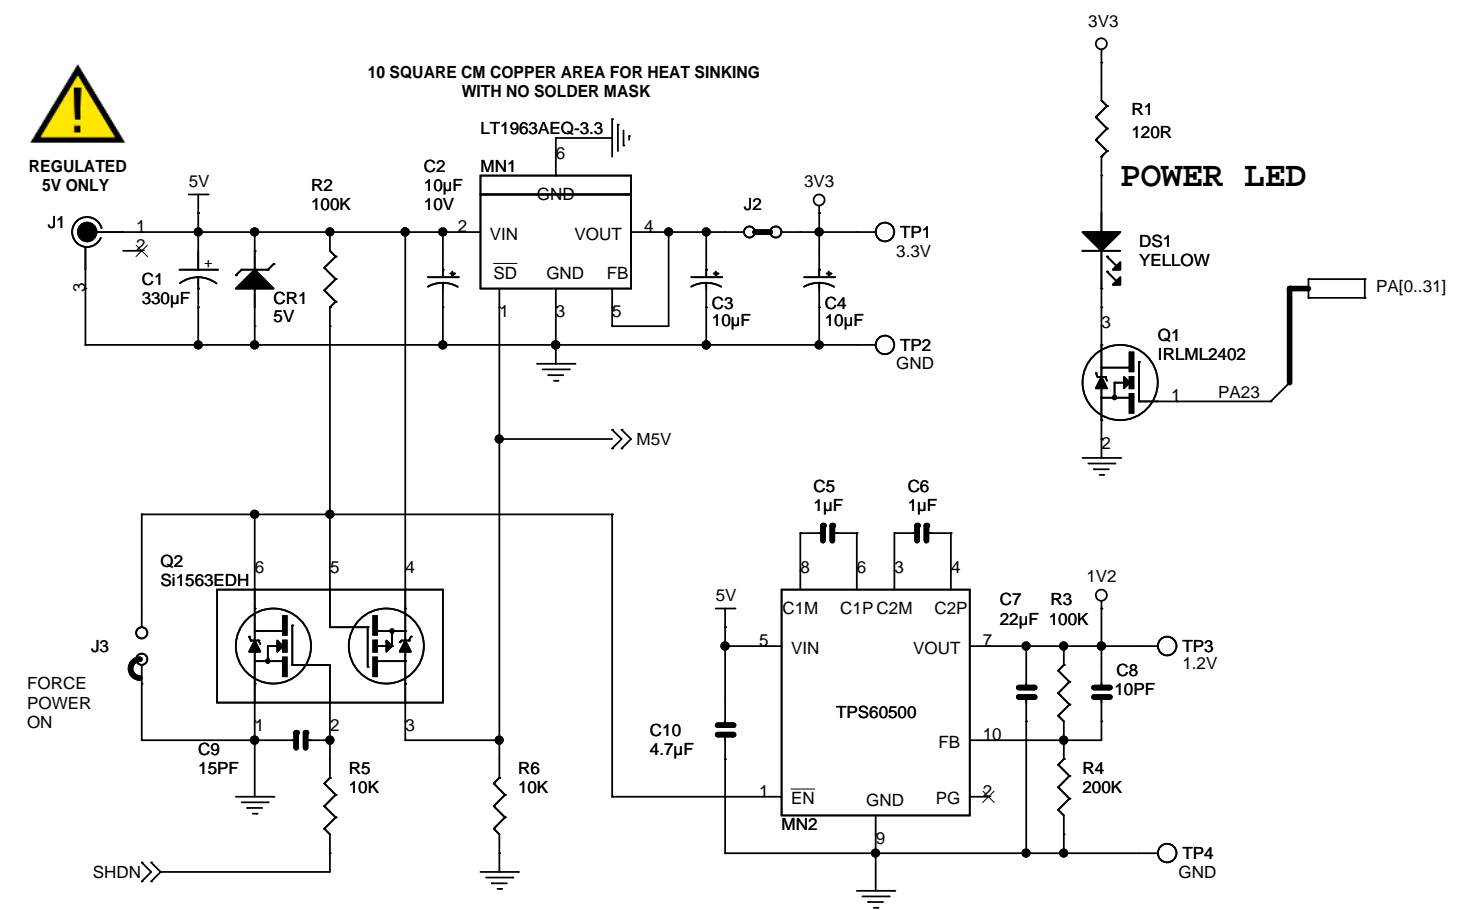 3V3
10 SQUARE CM COPPER AREA FOR HEAT SINKING
WITH NO SOLDER MASK
!
REGULATED
5V ONLY
R1
120R
POWER LED
LT1963AEQ-3.3
MN1
6
GND
C2
10µF
10V
R2
100K
5V
J1
1
2
3
C1
330µF
+
CR1
5V
2
VIN
VOUT
4
SD
GND
FB
1
3
5
J2
3V3
TP1
3.3V
C3
10µF
C4
10µF
TP2
GND
DS1
YELLOW
PA[0..31]
3
Q1
IRLML2402
1
PA23
2
M5V
Q2
Si1563EDH
6
5
4
J3
FORCE
POWER
ON
1
2
3
C9
15PF
R5
10K
R6
10K
SHDN
C5
1µF
C6
1µF
8
6
3
4
C1M
C1P
C2M
C2P
5V
5
VIN
VOUT
7
C7
22µF
R3
100K
1V2
TP3
1.2V
C8
10PF
TPS60500
C10
4.7µF
FB
10
R4
200K
1
EN
GND
PG
2
MN2
9
TP4
GND